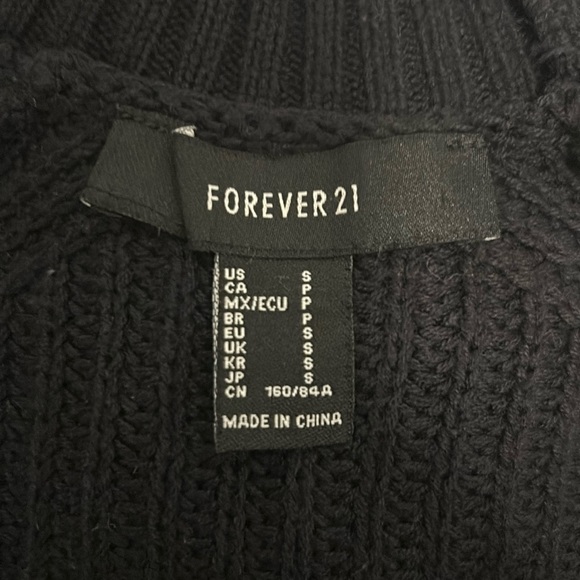 FOREVER 21
US S
CA P
MX/ECU P
BR P
EU S
UK S
KR S
JP S
CN 160/84A
MADE IN CHINA